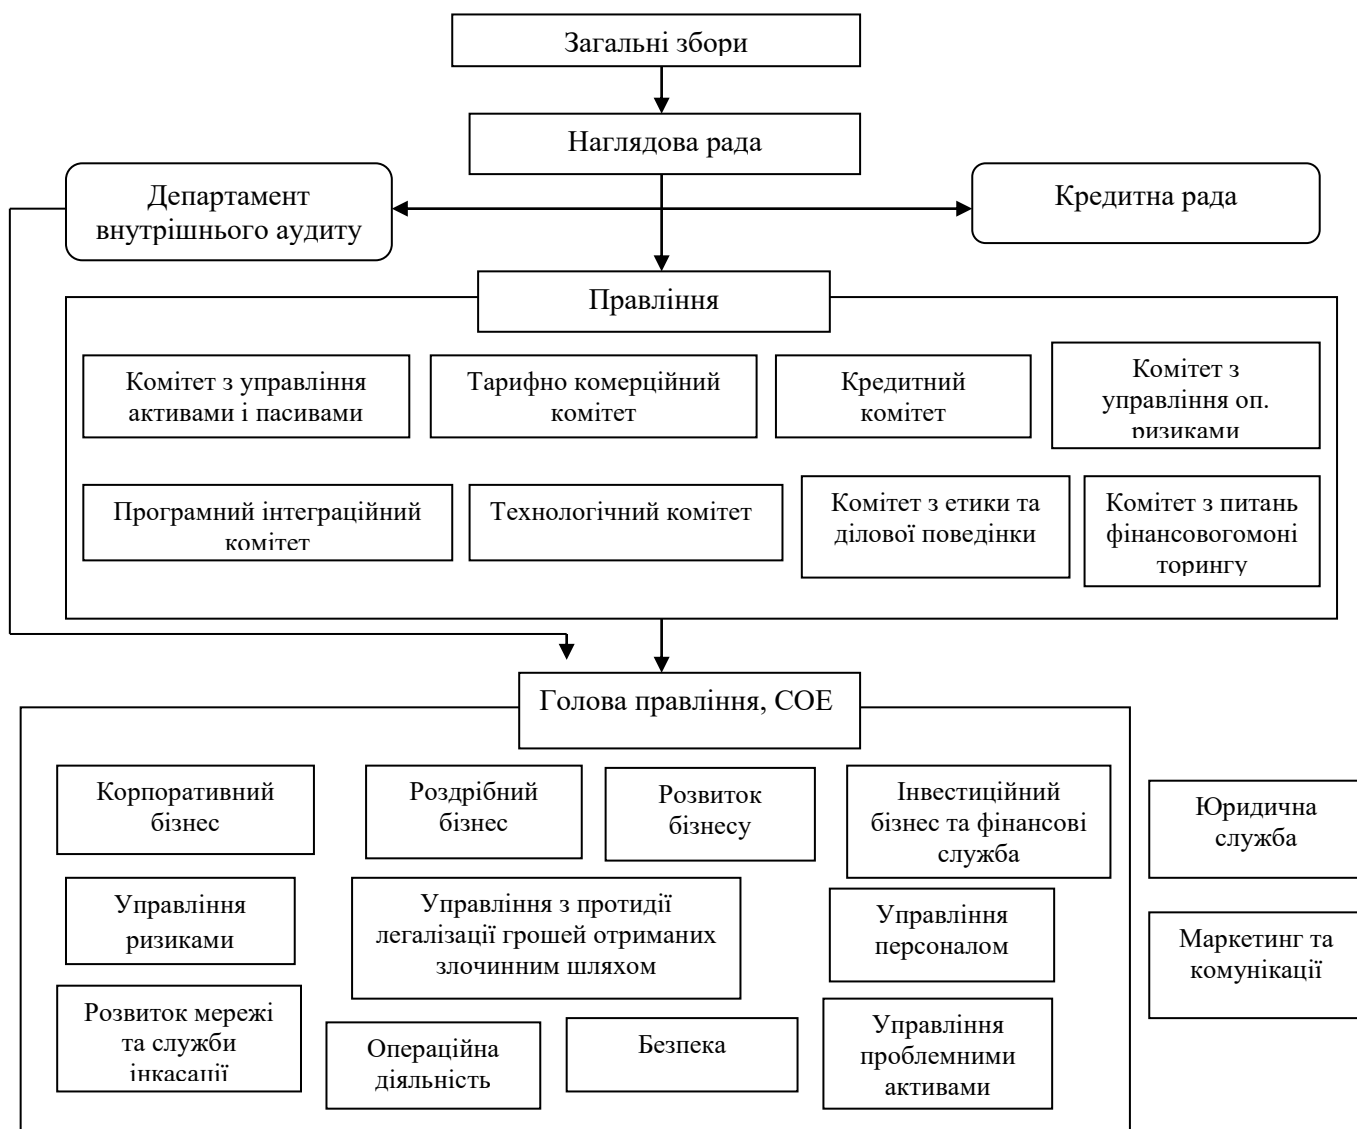 Загальні збори
Наглядова рада
Департамент
внутрішнього аудиту
Кредитна рада
Правління
Комітет з управління
активами і пасивами
Тарифно комерційний
комітет
Кредитний
комітет
Комітет з
управління оп.
ризиками
Програмний інтеграційний
комітет
Технологічний комітет
Комітет з етики та
ділової поведінки
Комітет з питань
фінансовогомоні
торингу
Голова правління, СОЕ
Корпоративний
бізнес
Роздрібний
бізнес
Розвиток
бізнесу
Інвестиційний
бізнес та фінансові
служба
Юридична
служба
Управління
ризиками
Управління з протидії
легалізації грошей отриманих
злочинним шляхом
Управління
персоналом
Маркетинг та
комунікації
Розвиток мережі
та служби
інкасації
Операційна
діяльність
Безпека
Управління
проблемними
активами